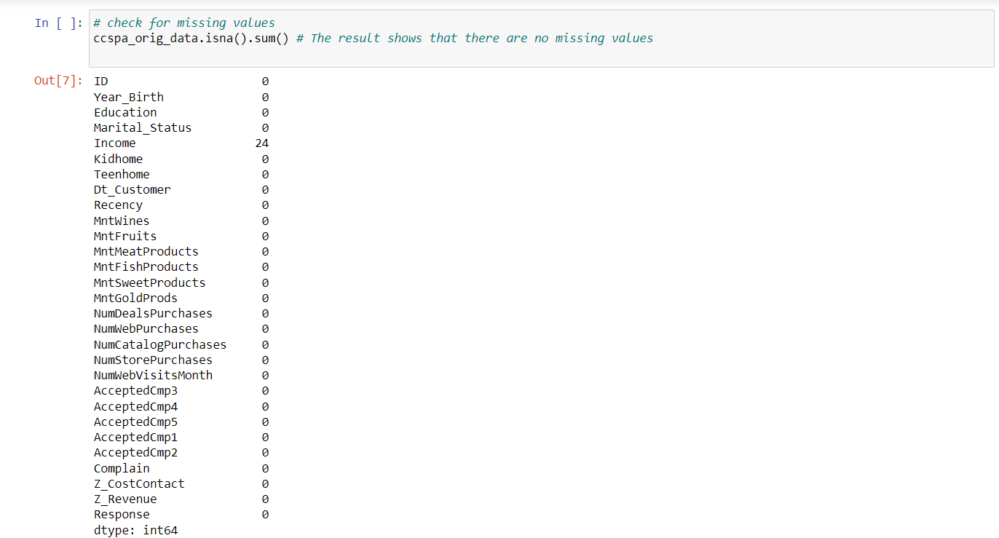 In [ ]: # check for missing values
ccspa_orig_data.isna().sum() # The result shows that there are no missing values
Out[7]: ID 0
Year_Birth 0
Education 0
Marital_Status 0
Income 24
Kidhome 0
Teenhome 0
Dt_Customer 0
Recency 0
MntWines 0
MntFruits 0
MntMeatProducts 0
MntFishProducts 0
MntSweetProducts 0
MntGoldProds 0
NumDealsPurchases 0
NumWebPurchases 0
NumCatalogPurchases 0
NumStorePurchases 0
NumWebVisitsMonth 0
AcceptedCmp3 0
AcceptedCmp4 0
AcceptedCmp5 0
AcceptedCmp1 0
AcceptedCmp2 0
Complain 0
Z_CostContact 0
Z_Revenue 0
Response 0
dtype: int64